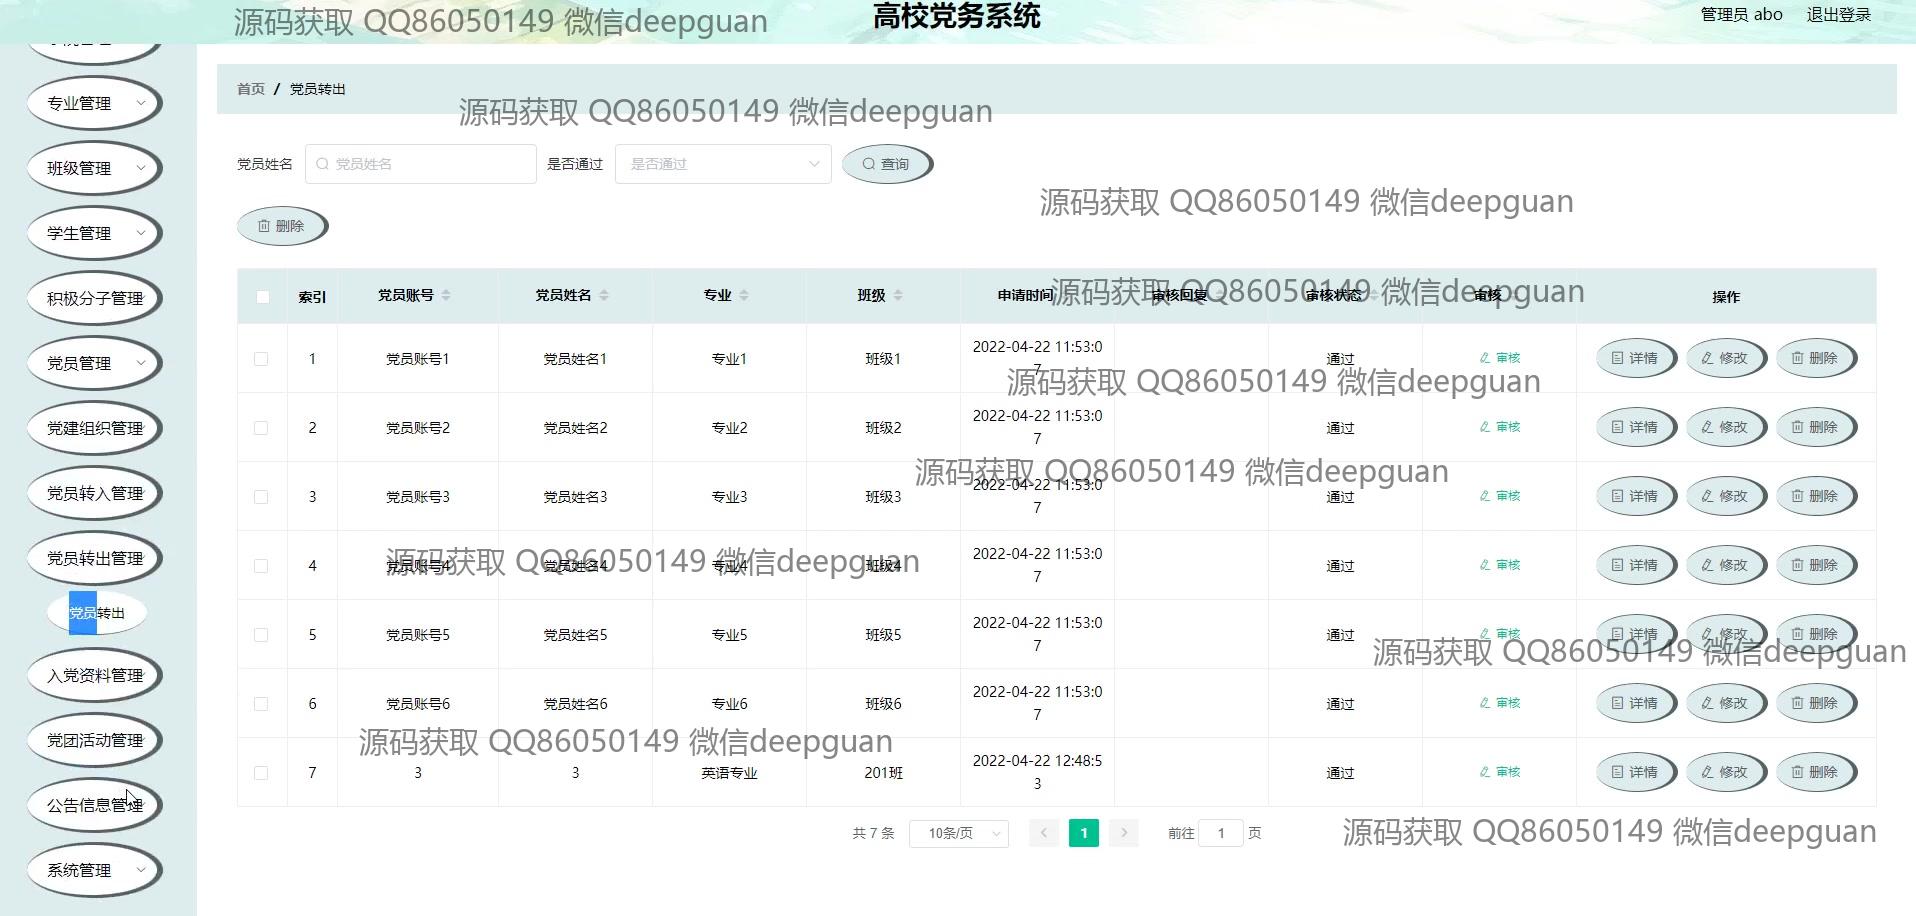 源码获取 QQ86050149 微信deepguan
高校党务系统
管理员 abo 退出登录
专业管理
班级管理
学生管理
积极分子管理
党员管理
党建组织管理
党员转入管理
党员转出管理
党员转出
入党资料管理
党团活动管理
公告信息管理
系统管理
首页 / 党员转出
源码获取 QQ86050149 微信deepguan
党员姓名 党员姓名 是否通过 是否通过 查询
源码获取 QQ86050149 微信deepguan
删除
源码获取 QQ86050149 微信deepguan
索引 党员账号 党员姓名 专业 班级 申请时间 审核回复 审核状态 审核 操作
1 党员账号1 党员姓名1 专业1 班级1 2022-04-22 11:53:0 通过 审核 详情 修改 删除
7
源码获取 QQ86050149 微信deepguan
2 党员账号2 党员姓名2 专业2 班级2 2022-04-22 11:53:0 通过 审核 详情 修改 删除
7
源码获取 QQ86050149 微信deepguan
3 党员账号3 党员姓名3 专业3 班级3 2022-04-22 11:53:0 通过 审核 详情 修改 删除
7
源码获取 QQ86050149 微信deepguan
4 党员账号4 党员姓名4 专业4 班级4 2022-04-22 11:53:0 通过 审核 详情 修改 删除
7
5 党员账号5 党员姓名5 专业5 班级5 2022-04-22 11:53:0 通过 审核 详情 修改 删除
7
源码获取 QQ86050149 微信deepguan
6 党员账号6 党员姓名6 专业6 班级6 2022-04-22 11:53:0 通过 审核 详情 修改 删除
7
源码获取 QQ86050149 微信deepguan
7 3 3 英语专业 201班 2022-04-22 12:48:5 通过 审核 详情 修改 删除
3
共 7 条 10条/页 1 前往 1 页
源码获取 QQ86050149 微信deepguan